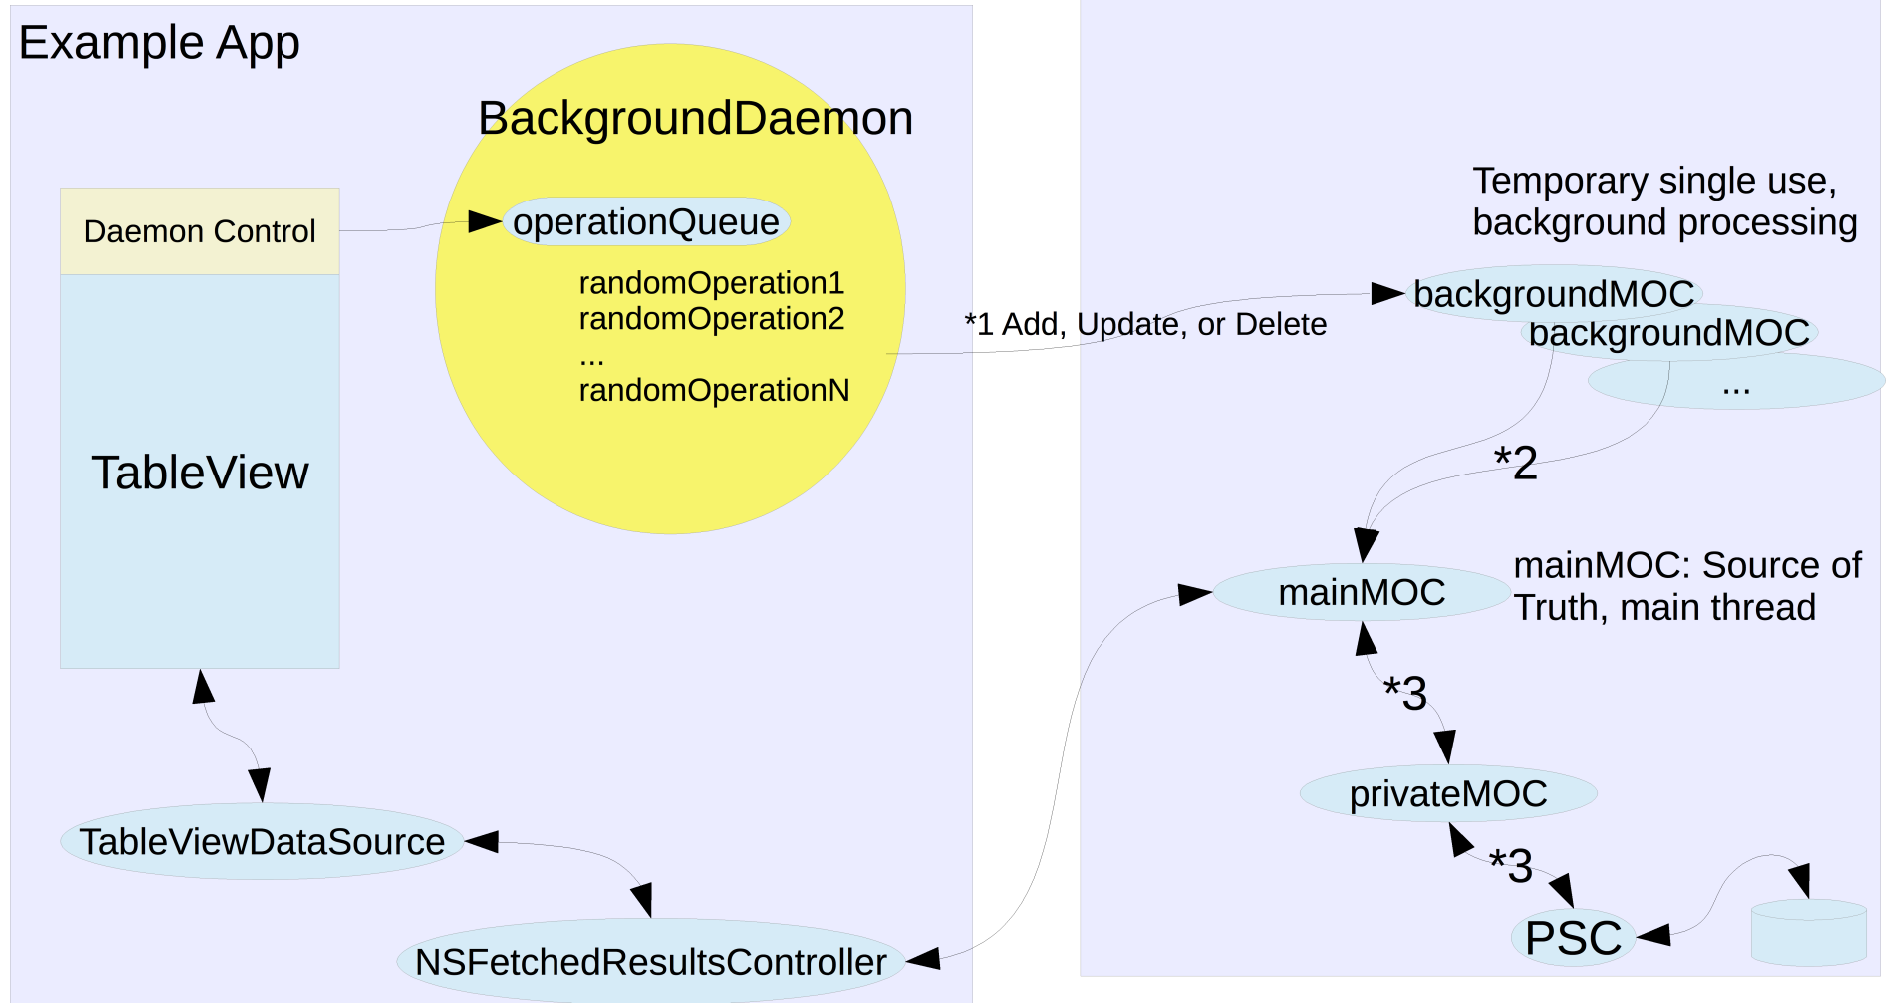 Example App
BackgroundDaemon
Daemon Control
operationQueue
randomOperation1
randomOperation2
...
randomOperationN
TableView
TableViewDataSource
NSFetchedResultsController
*1 Add, Update, or Delete
Temporary single use,
background processing
backgroundMOC
backgroundMOC
...
*2
mainMOC
mainMOC: Source of
Truth, main thread
*3
privateMOC
*3
PSC